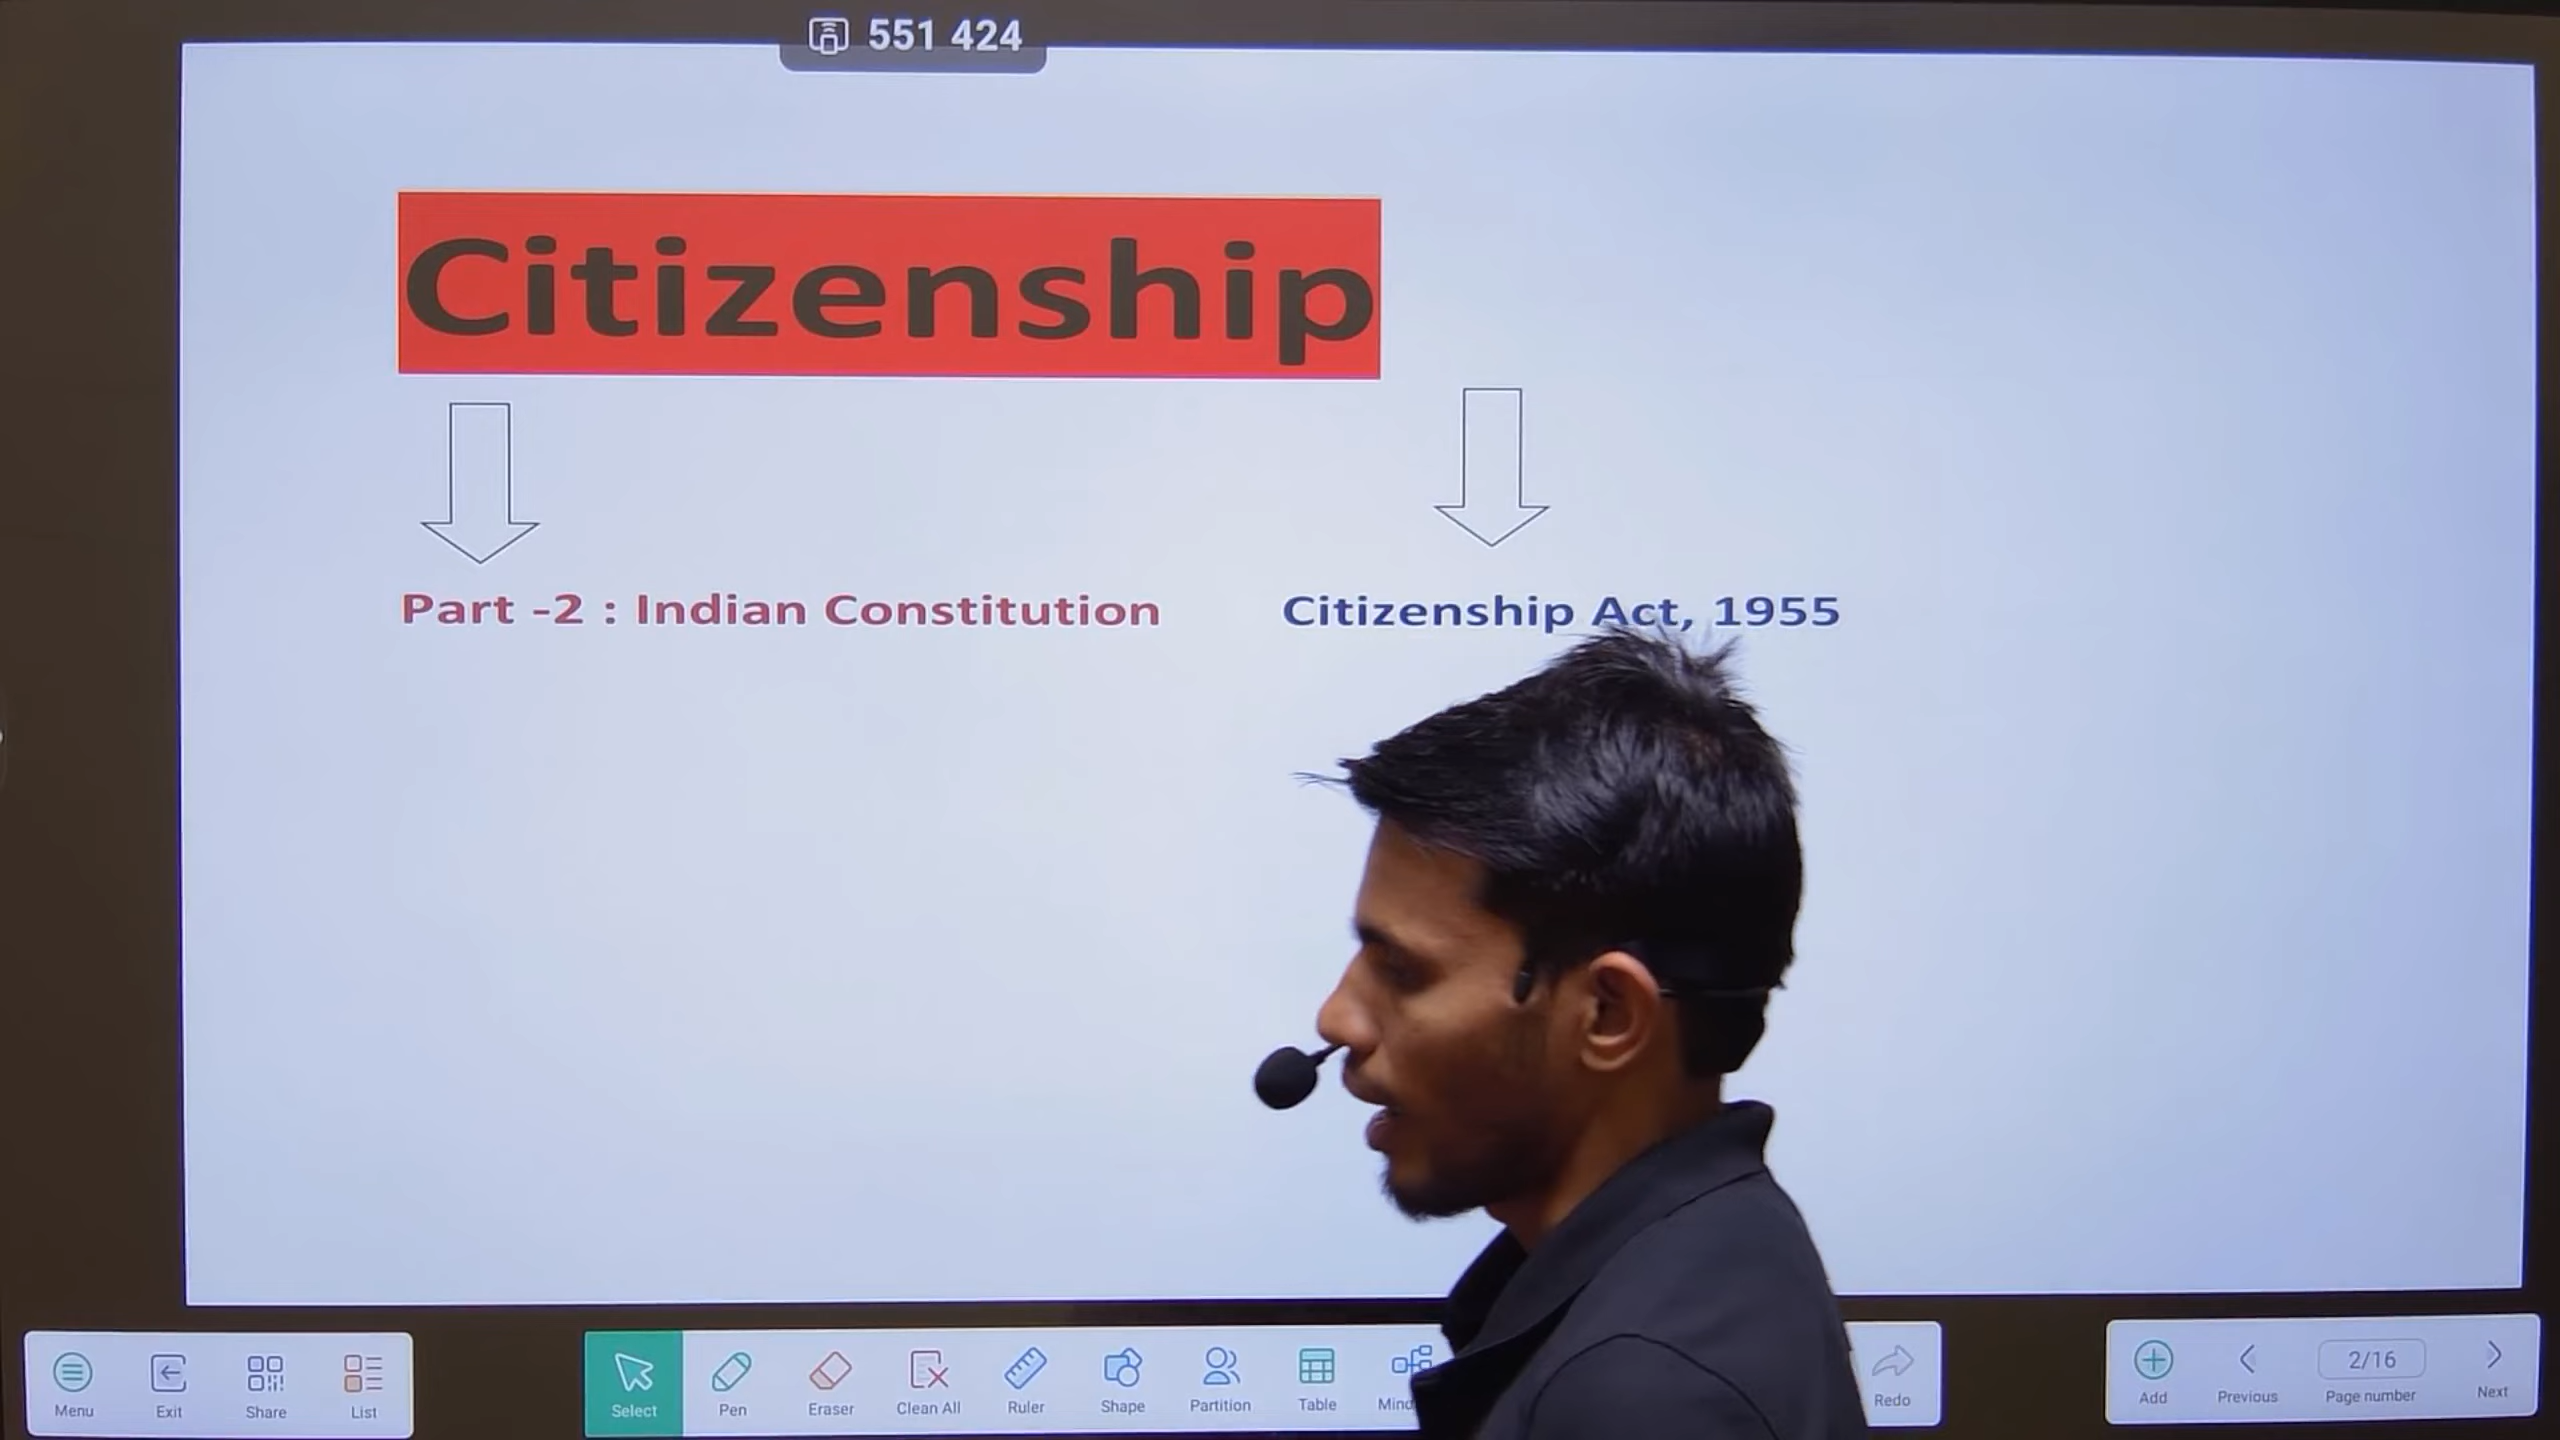 551 424
Citizenship
Part -2 : Indian Constitution
Citizenship Act, 1955
Menu
Exit
Share
List
Select
Pen
Eraser
Clean All
Ruler
Shape
Partition
Table
Redo
Add
Previous
2/16
Page number
Next